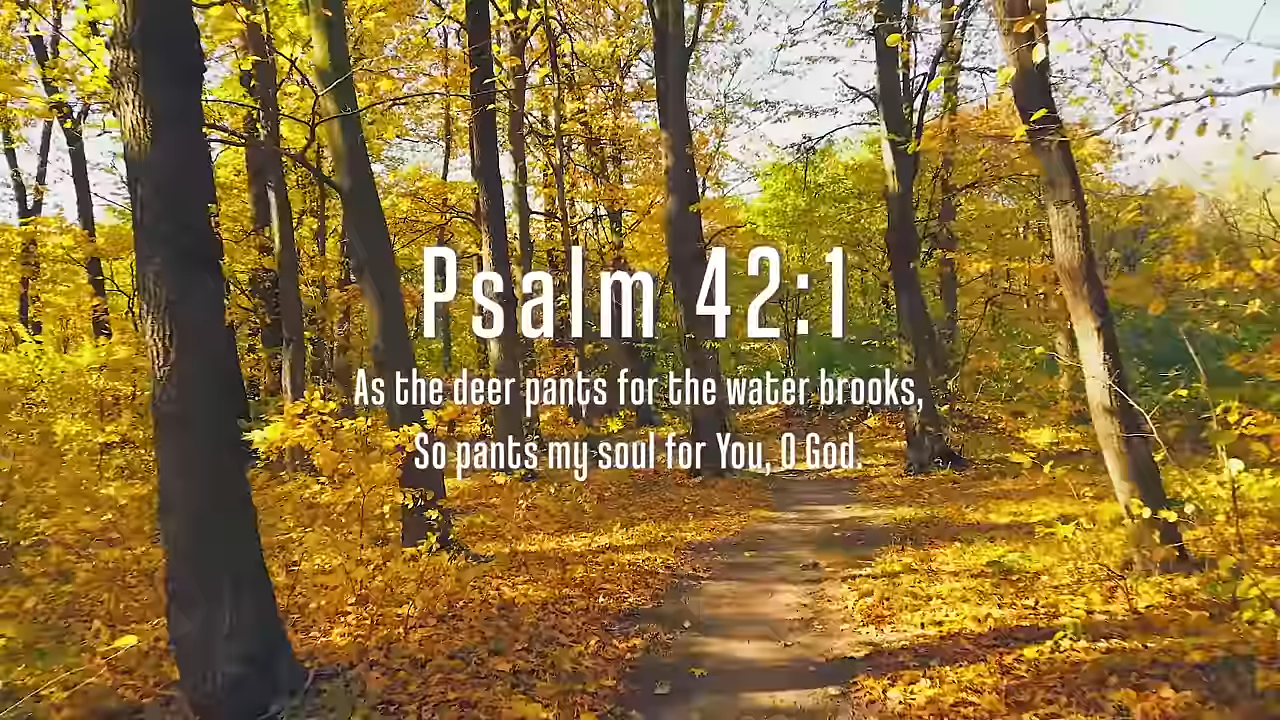 Psalm 42:1
As the deer pants for the water brooks,
So pants my soul for You, O God.